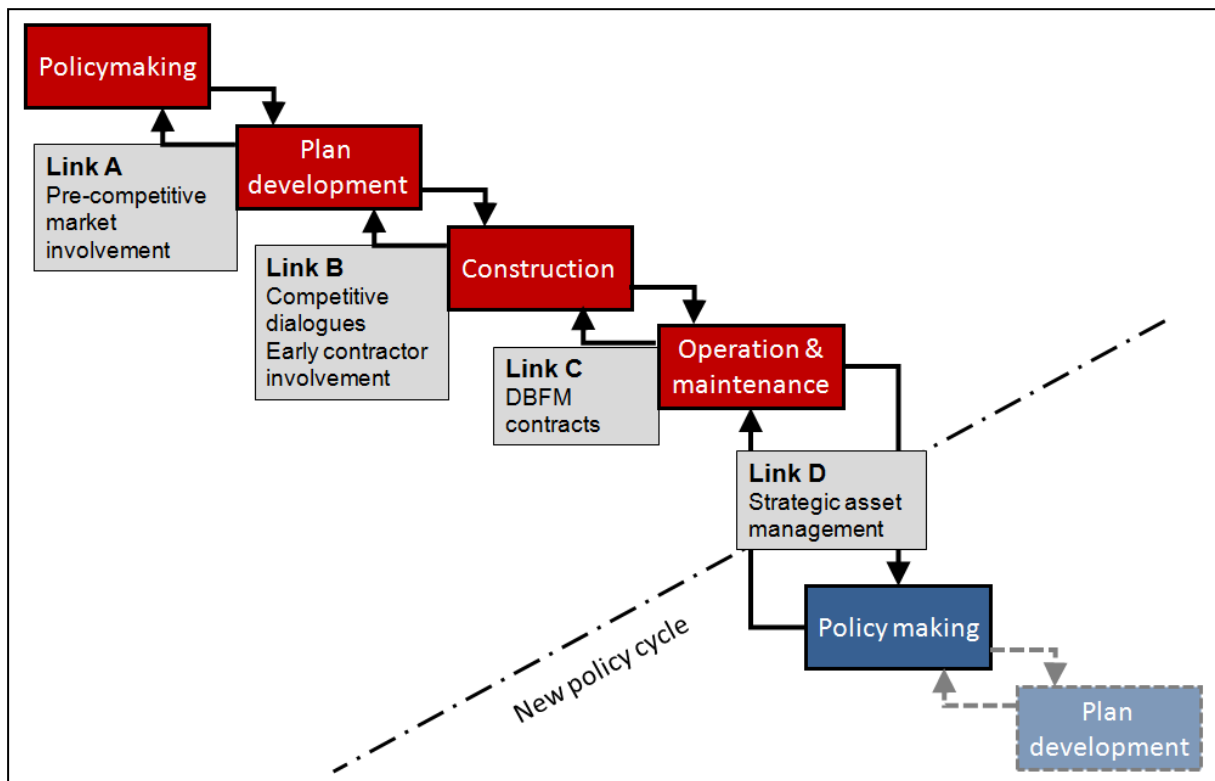 Policymaking
Plan
development
Link A
Pre-competitive
market
involvement
Construction
Link B
Competitive
dialogues
Early contractor
involvement
Operation &
maintenance
Link C
DBFM
contracts
Link D
Strategic asset
management
Policy making
New policy cycle
Plan
development